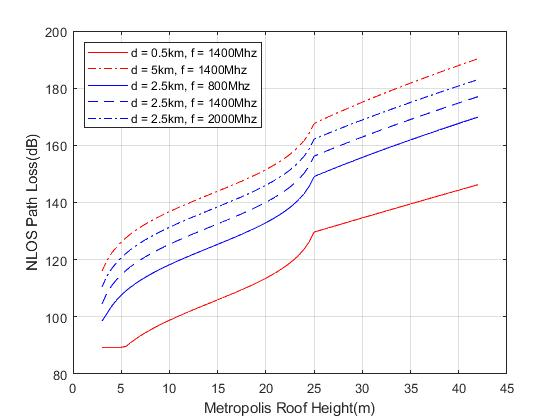 200
180
160
140
120
100
80
NLOS Path Loss(dB)
d = 0.5km, f = 1400Mhz
d = 5km, f = 1400Mhz
d = 2.5km, f = 800Mhz
d = 2.5km, f = 1400Mhz
d = 2.5km, f = 2000Mhz
0 5 10 15 20 25 30 35 40 45
Metropolis Roof Height(m)